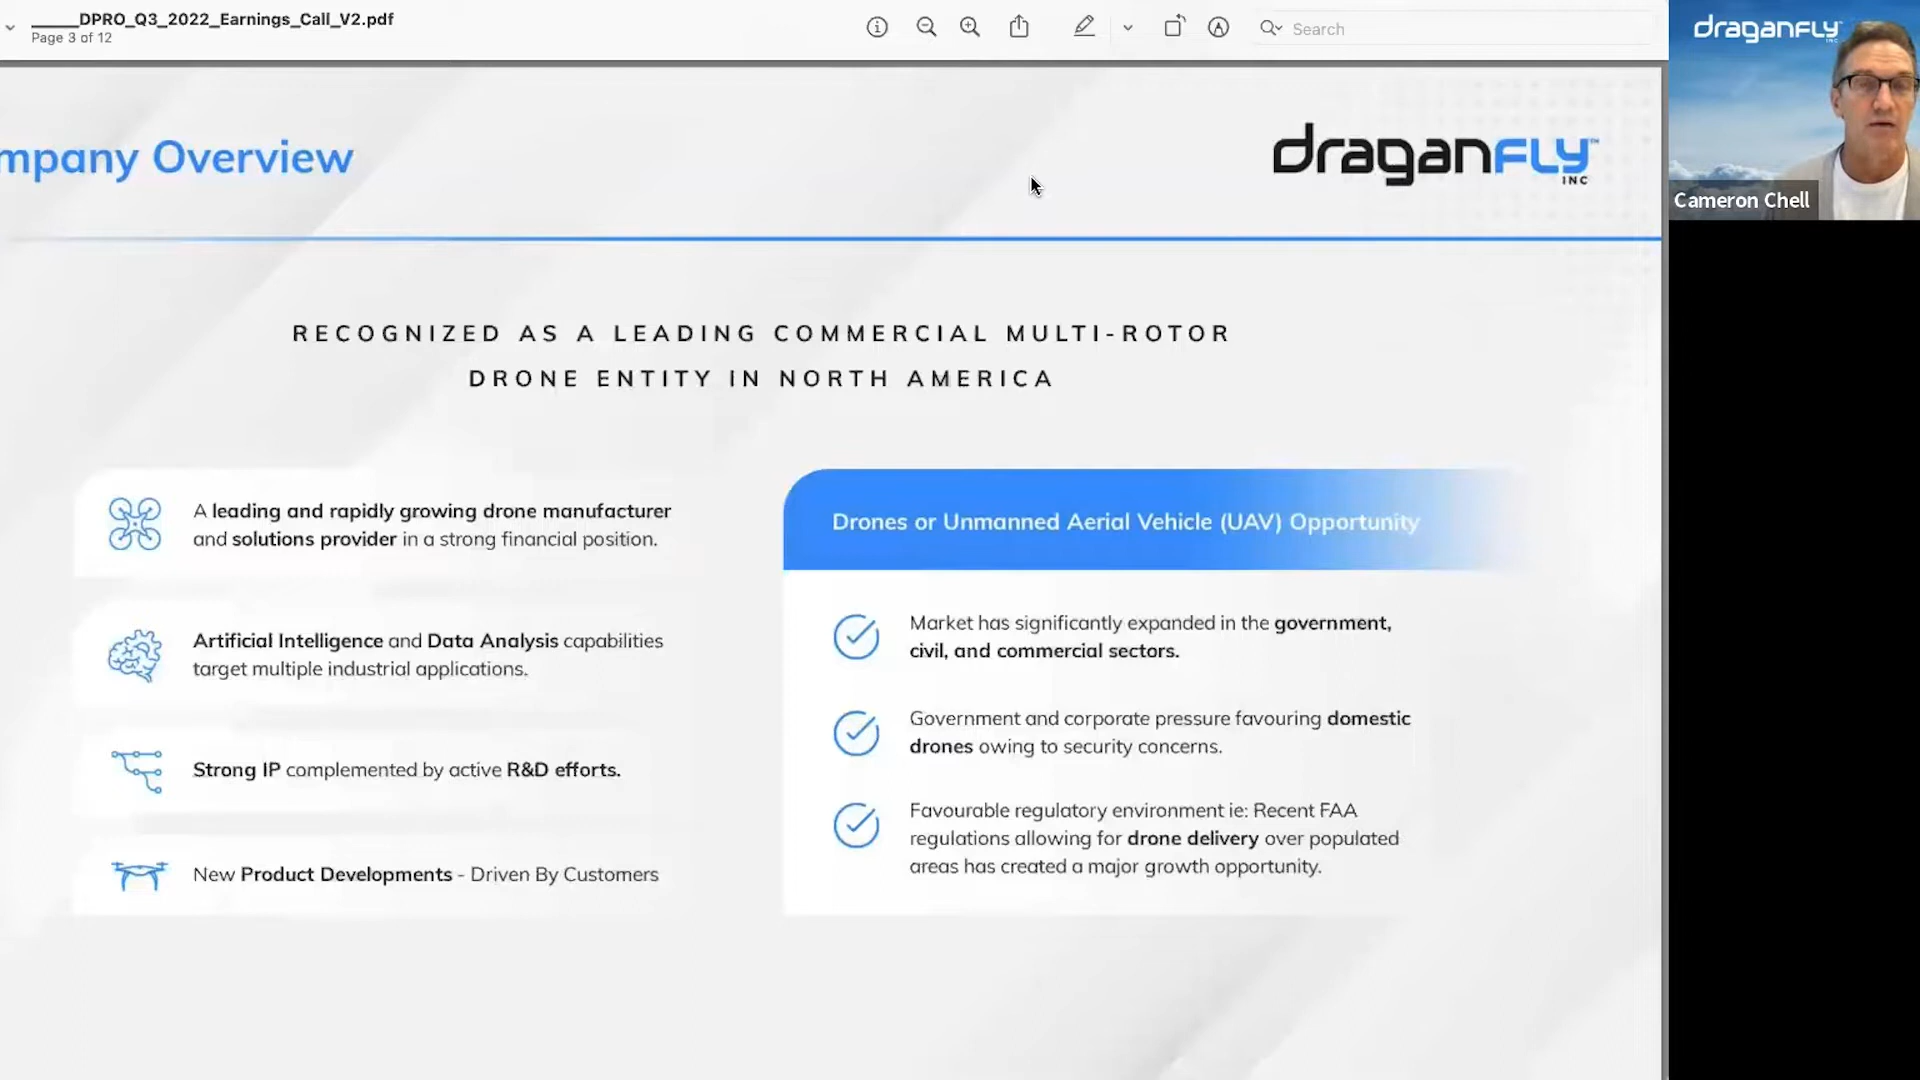 _____DPRO_Q3_2022_Earnings_Call_V2.pdf
Page 3 of 12
Search
draganfly
INC
Cameron Chell
mpany Overview
draganFLY™
INC
RECOGNIZED AS A LEADING COMMERCIAL MULTI-ROTOR
DRONE ENTITY IN NORTH AMERICA
A leading and rapidly growing drone manufacturer
and solutions provider in a strong financial position.
Artificial Intelligence and Data Analysis capabilities
target multiple industrial applications.
Strong IP complemented by active R&D efforts.
New Product Developments - Driven By Customers
Drones or Unmanned Aerial Vehicle (UAV) Opportunity
Market has significantly expanded in the government,
civil, and commercial sectors.
Government and corporate pressure favouring domestic
drones owing to security concerns.
Favourable regulatory environment ie: Recent FAA
regulations allowing for drone delivery over populated
areas has created a major growth opportunity.